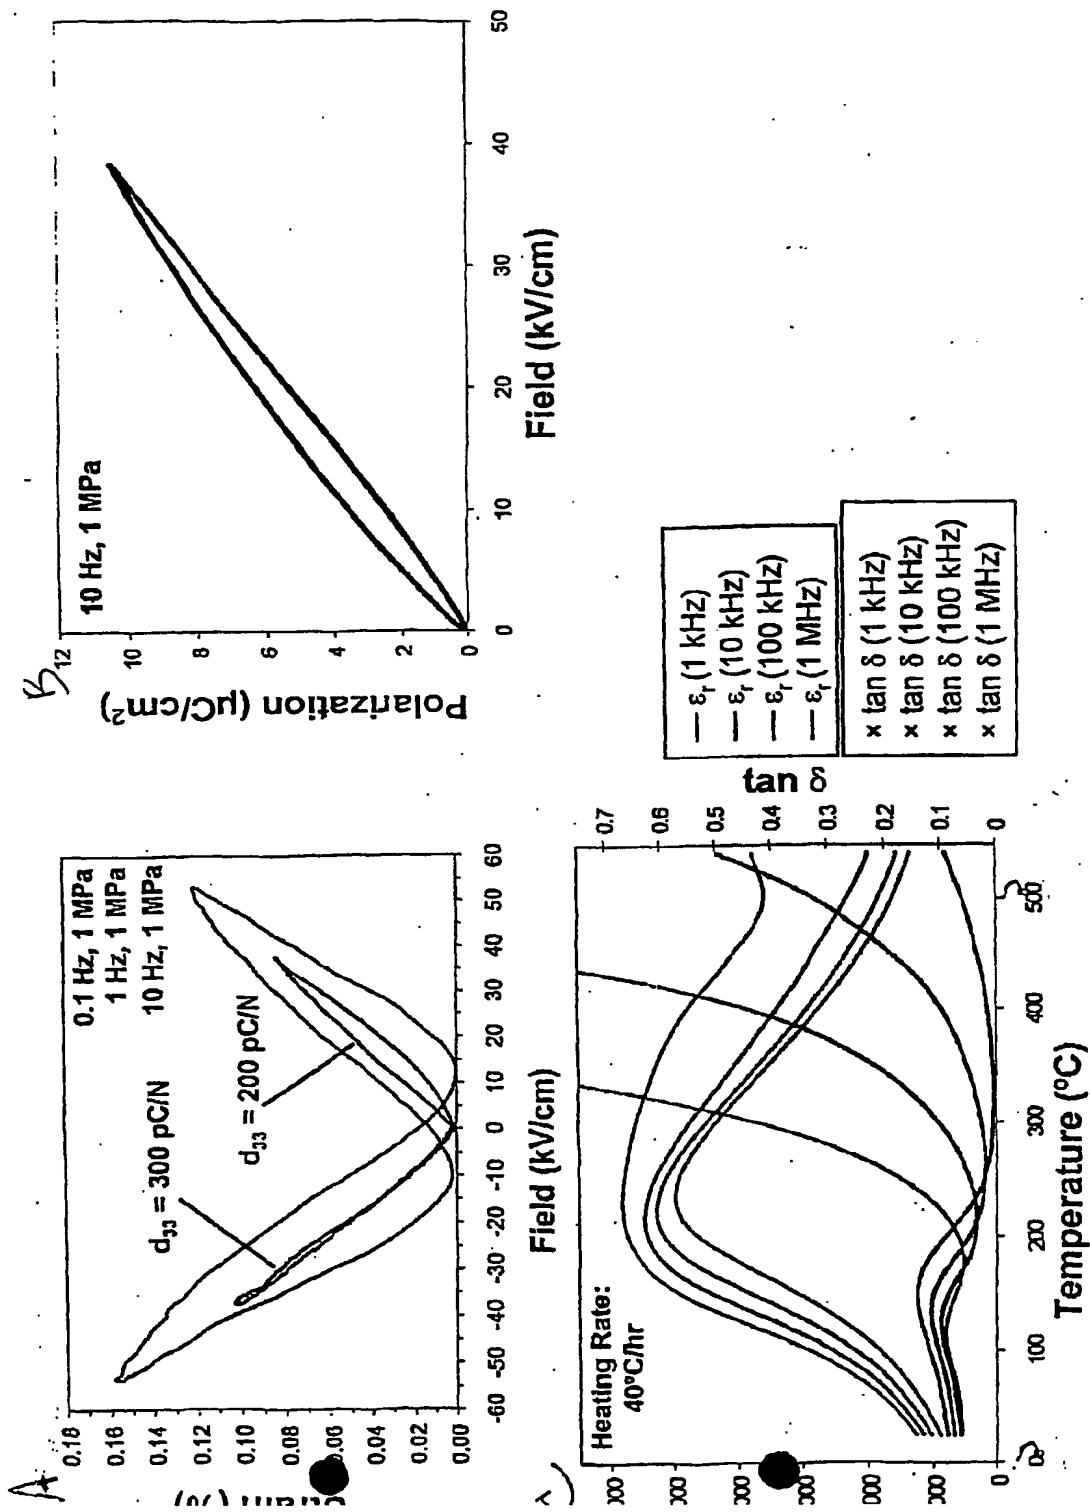 A
0.18
0.16
0.14
0.12
0.10
0.08
0.06
0.04
0.02
0.00
0.1 Hz, 1 MPa
1 Hz, 1 MPa
10 Hz, 1 MPa
d33 = 300 pC/N
d33 = 200 pC/N
-60 -50 -40 -30 -20 -10 0 10 20 30 40 50 60
Field (kV/cm)
B
12
10
8
6
4
2
0
Polarization (µC/cm²)
10 Hz, 1 MPa
0 10 20 30 40 50
Field (kV/cm)
Heating Rate:
40°C/hr
0
0 100 200 300 400 500
Temperature (°C)
0.7
0.6
0.5
0.4
0.3
0.2
0.1
0
tan δ
— εr (1 kHz)
— εr (10 kHz)
— εr (100 kHz)
— εr (1 MHz)
× tan δ (1 kHz)
× tan δ (10 kHz)
× tan δ (100 kHz)
× tan δ (1 MHz)